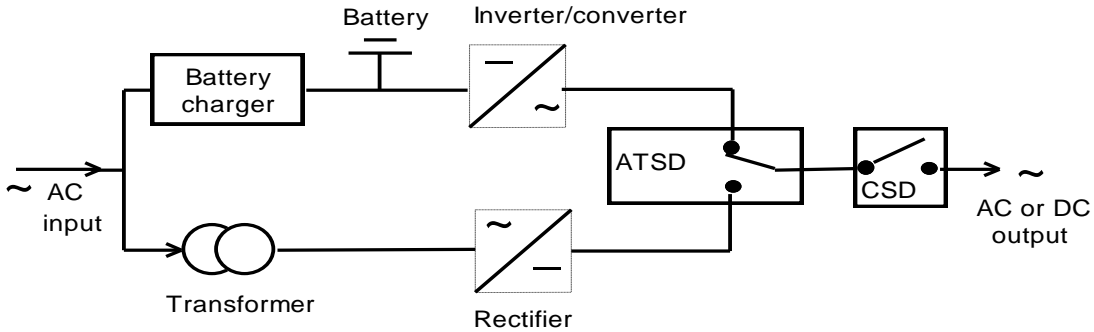 Battery
Inverter/converter
Battery
charger
~
ATSD
~
AC
input
CSD
~
AC or DC
output
~
Transformer
Rectifier